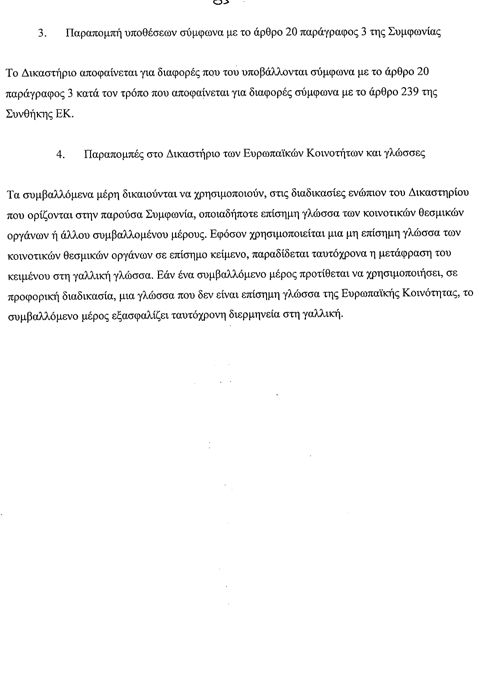 3. Παραπομπή υποθέσεων σύμφωνα με το άρθρο 20 παράγραφος 3 της Συμφωνίας
Το Δικαστήριο αποφαίνεται για διαφορές που του υποβάλλονται σύμφωνα με το άρθρο 20
παράγραφος 3 κατά τον τρόπο που αποφαίνεται για διαφορές σύμφωνα με το άρθρο 239 της
Συνθήκης ΕΚ.
4. Παραπομπές στο Δικαστήριο των Ευρωπαϊκών Κοινοτήτων και γλώσσες
Τα συμβαλλόμενα μέρη δικαιούνται να χρησιμοποιούν, στις διαδικασίες ενώπιον του Δικαστηρίου
που ορίζονται στην παρούσα Συμφωνία, οποιαδήποτε επίσημη γλώσσα των κοινοτικών θεσμικών
οργάνων ή άλλου συμβαλλομένου μέρους. Εφόσον χρησιμοποιείται μια μη επίσημη γλώσσα των
κοινοτικών θεσμικών οργάνων σε επίσημο κείμενο, παραδίδεται ταυτόχρονα η μετάφραση του
κειμένου στη γαλλική γλώσσα. Εάν ένα συμβαλλόμενο μέρος προτίθεται να χρησιμοποιήσει, σε
προφορική διαδικασία, μια γλώσσα που δεν είναι επίσημη γλώσσα της Ευρωπαϊκής Κοινότητας, το
συμβαλλόμενο μέρος εξασφαλίζει ταυτόχρονη διερμηνεία στη γαλλική.